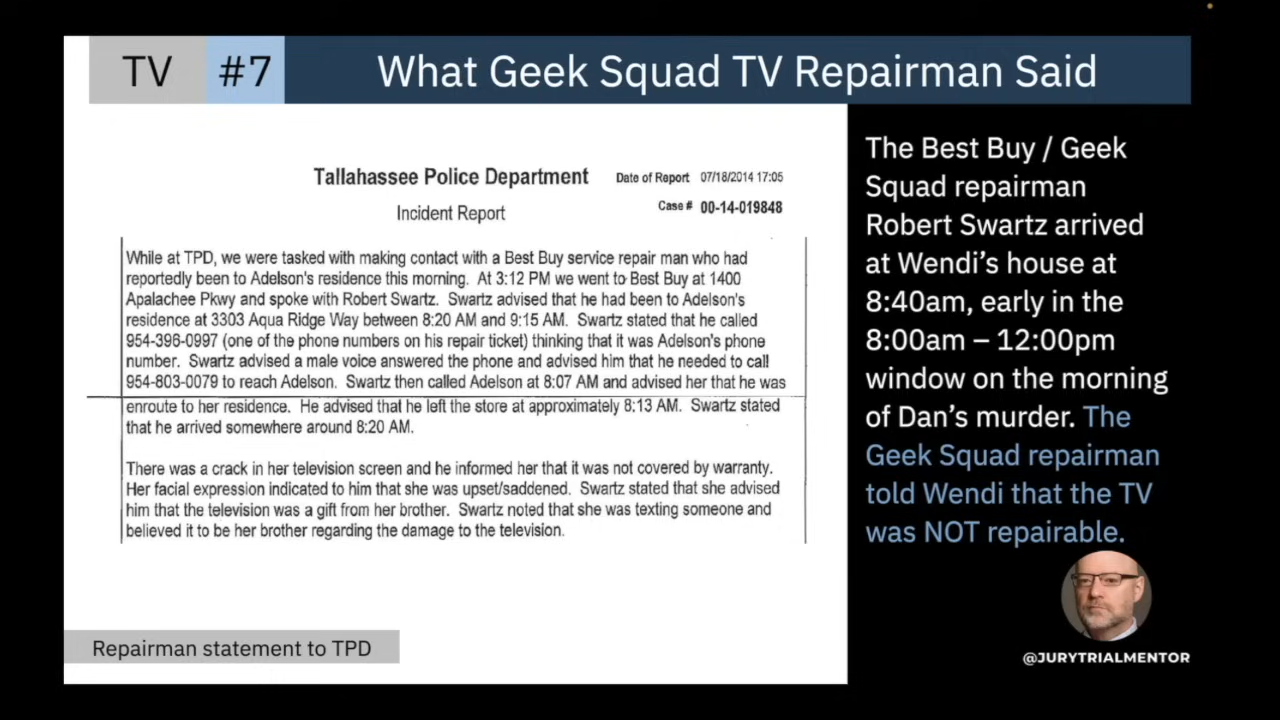 TV #7 What Geek Squad TV Repairman Said
Tallahassee Police Department
Date of Report 07/18/2014 17:05
Incident Report
Case # 00-14-019848
While at TPD, we were tasked with making contact with a Best Buy service repair man who had
reportedly been to Adelson's residence this morning. At 3:12 PM we went to Best Buy at 1400
Apalachee Pkwy and spoke with Robert Swartz. Swartz advised that he had been to Adelson's
residence at 3303 Aqua Ridge Way between 8:20 AM and 9:15 AM. Swartz stated that he called
954-396-0997 (one of the phone numbers on his repair ticket) thinking that it was Adelson's phone
number. Swartz advised a male voice answered the phone and advised him that he needed to call
954-803-0079 to reach Adelson. Swartz then called Adelson at 8:07 AM and advised her that he was
enroute to her residence. He advised that he left the store at approximately 8:13 AM. Swartz stated
that he arrived somewhere around 8:20 AM.
There was a crack in her television screen and he informed her that it was not covered by warranty.
Her facial expression indicated to him that she was upset/saddened. Swartz stated that she advised
him that the television was a gift from her brother. Swartz noted that she was texting someone and
believed it to be her brother regarding the damage to the television.
Repairman statement to TPD
The Best Buy / Geek
Squad repairman
Robert Swartz arrived
at Wendi's house at
8:40am, early in the
8:00am – 12:00pm
window on the morning
of Dan's murder. The
Geek Squad repairman
told Wendi that the TV
was NOT repairable.
@JURYTRIALMENTOR